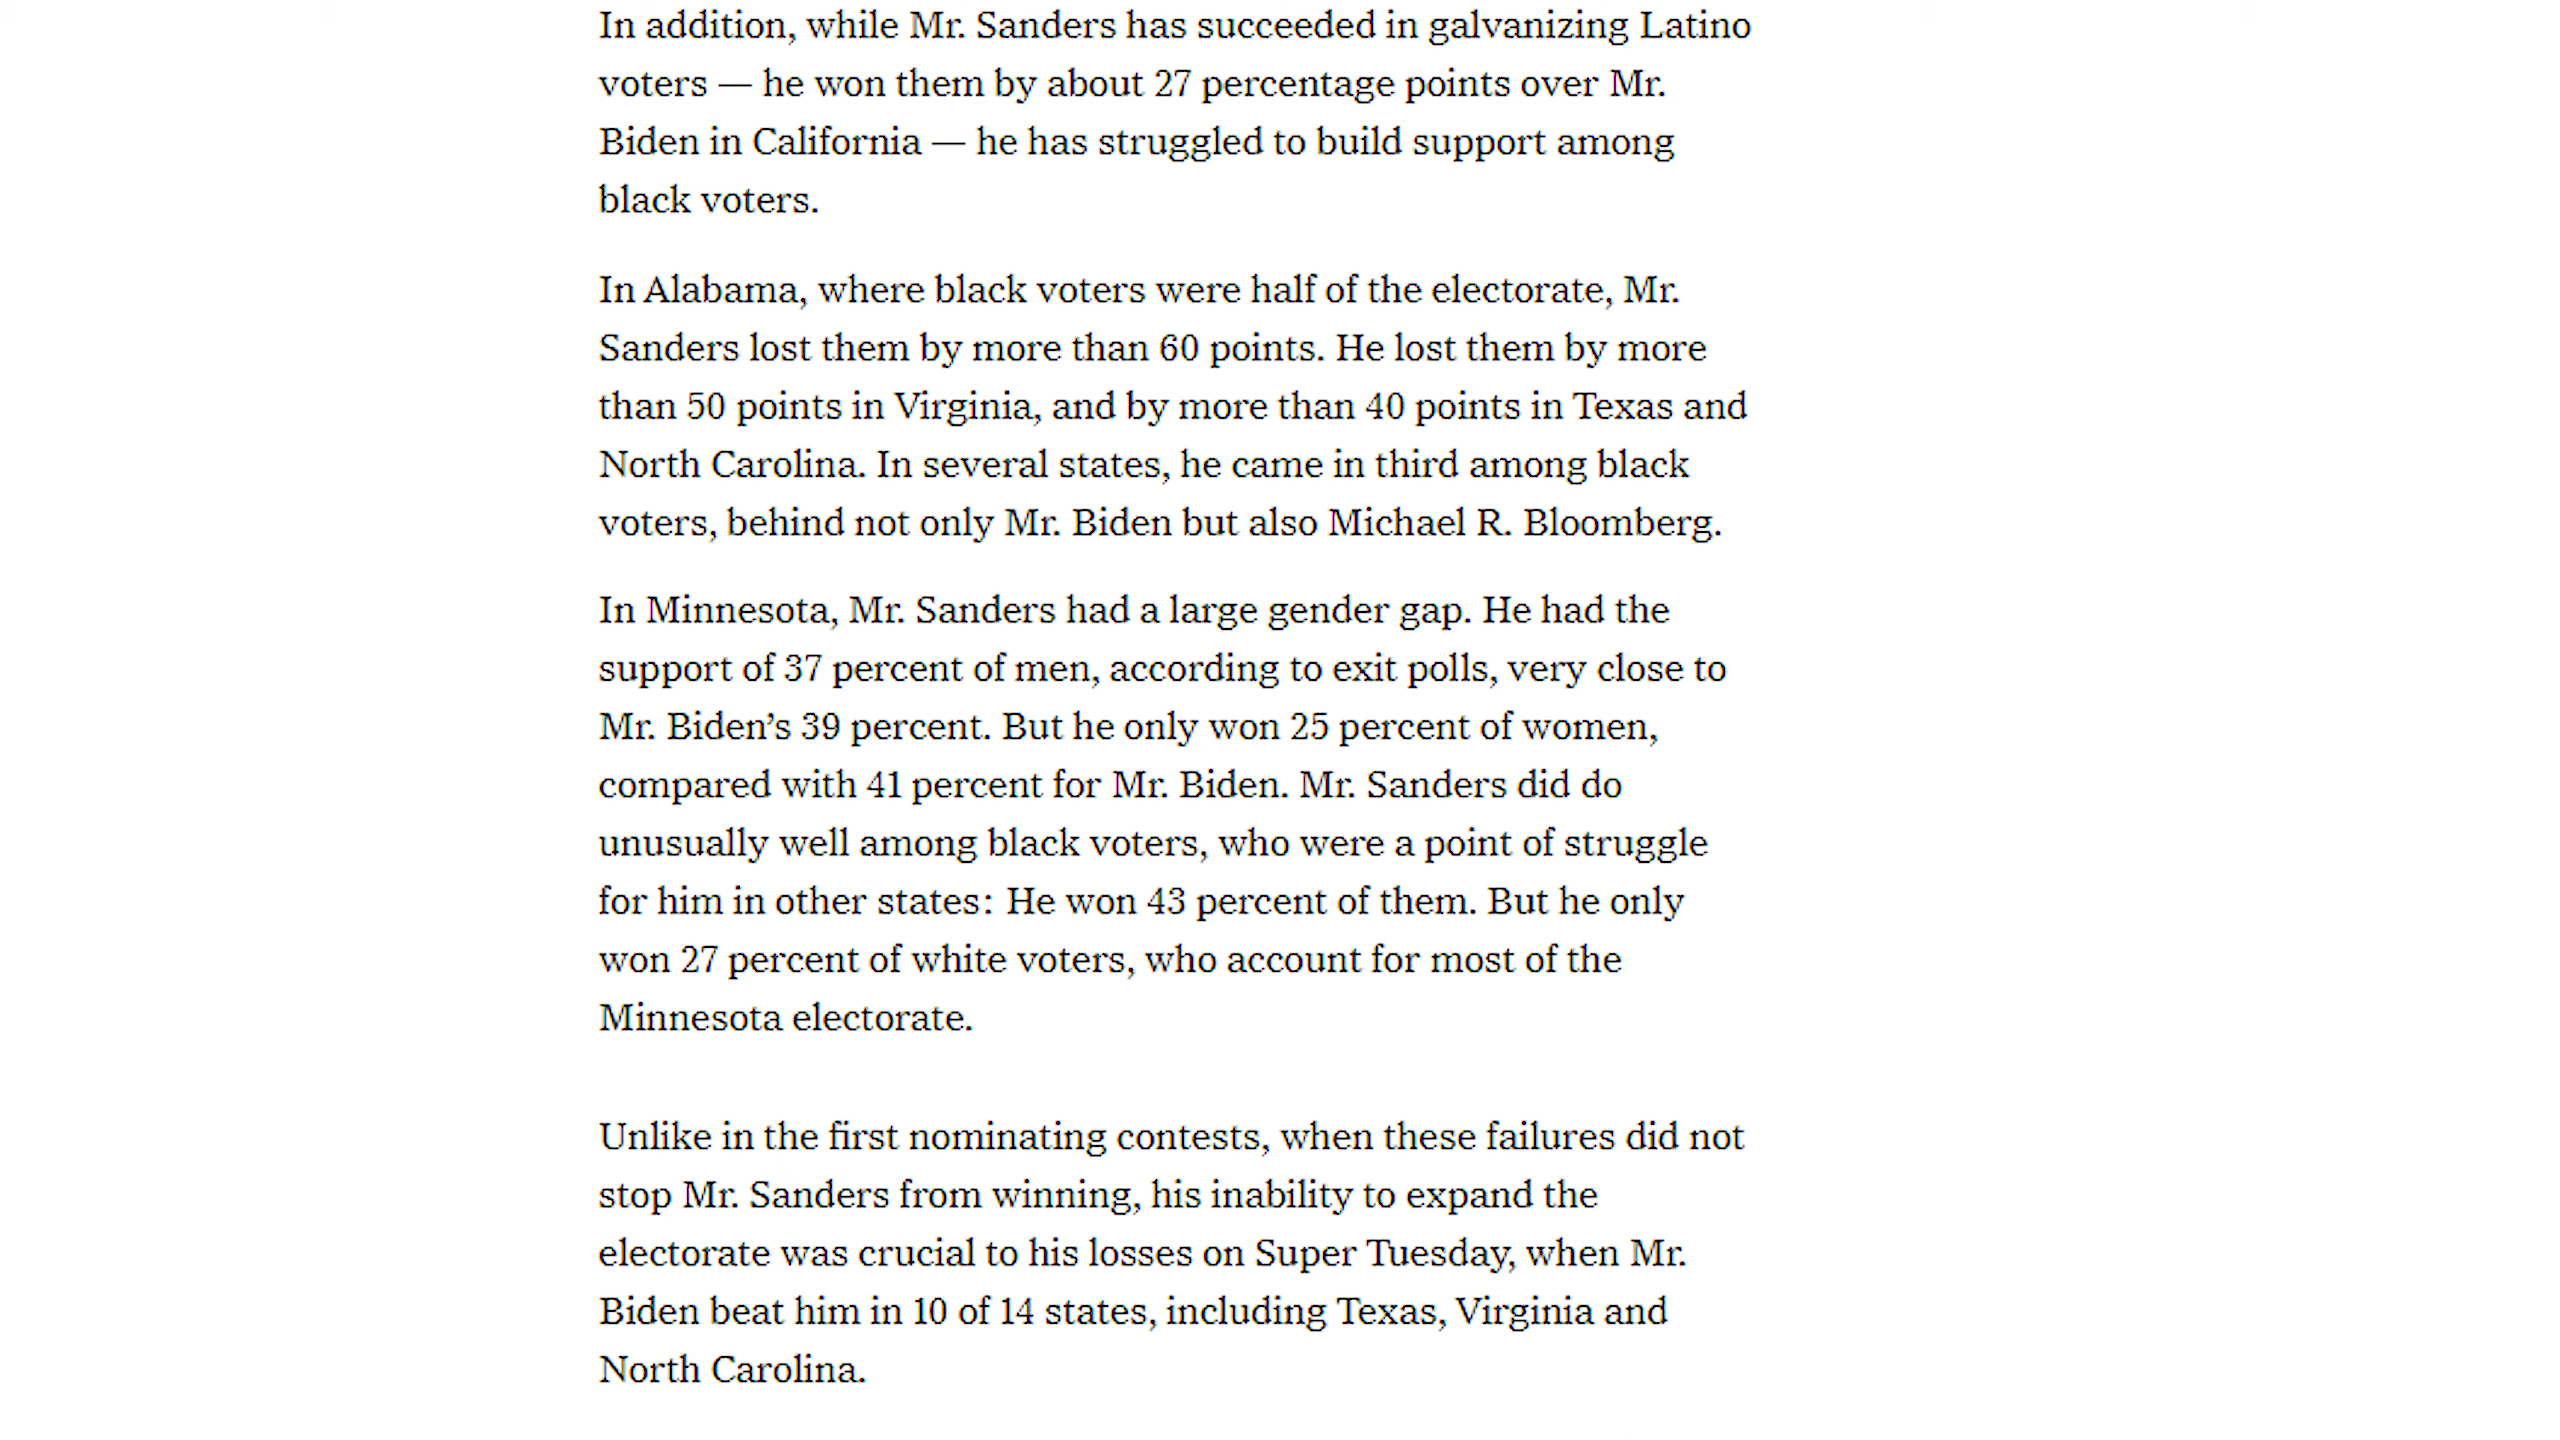 In addition, while Mr. Sanders has succeeded in galvanizing Latino
voters — he won them by about 27 percentage points over Mr.
Biden in California — he has struggled to build support among
black voters.
In Alabama, where black voters were half of the electorate, Mr.
Sanders lost them by more than 60 points. He lost them by more
than 50 points in Virginia, and by more than 40 points in Texas and
North Carolina. In several states, he came in third among black
voters, behind not only Mr. Biden but also Michael R. Bloomberg.
In Minnesota, Mr. Sanders had a large gender gap. He had the
support of 37 percent of men, according to exit polls, very close to
Mr. Biden’s 39 percent. But he only won 25 percent of women,
compared with 41 percent for Mr. Biden. Mr. Sanders did do
unusually well among black voters, who were a point of struggle
for him in other states: He won 43 percent of them. But he only
won 27 percent of white voters, who account for most of the
Minnesota electorate.
Unlike in the first nominating contests, when these failures did not
stop Mr. Sanders from winning, his inability to expand the
electorate was crucial to his losses on Super Tuesday, when Mr.
Biden beat him in 10 of 14 states, including Texas, Virginia and
North Carolina.